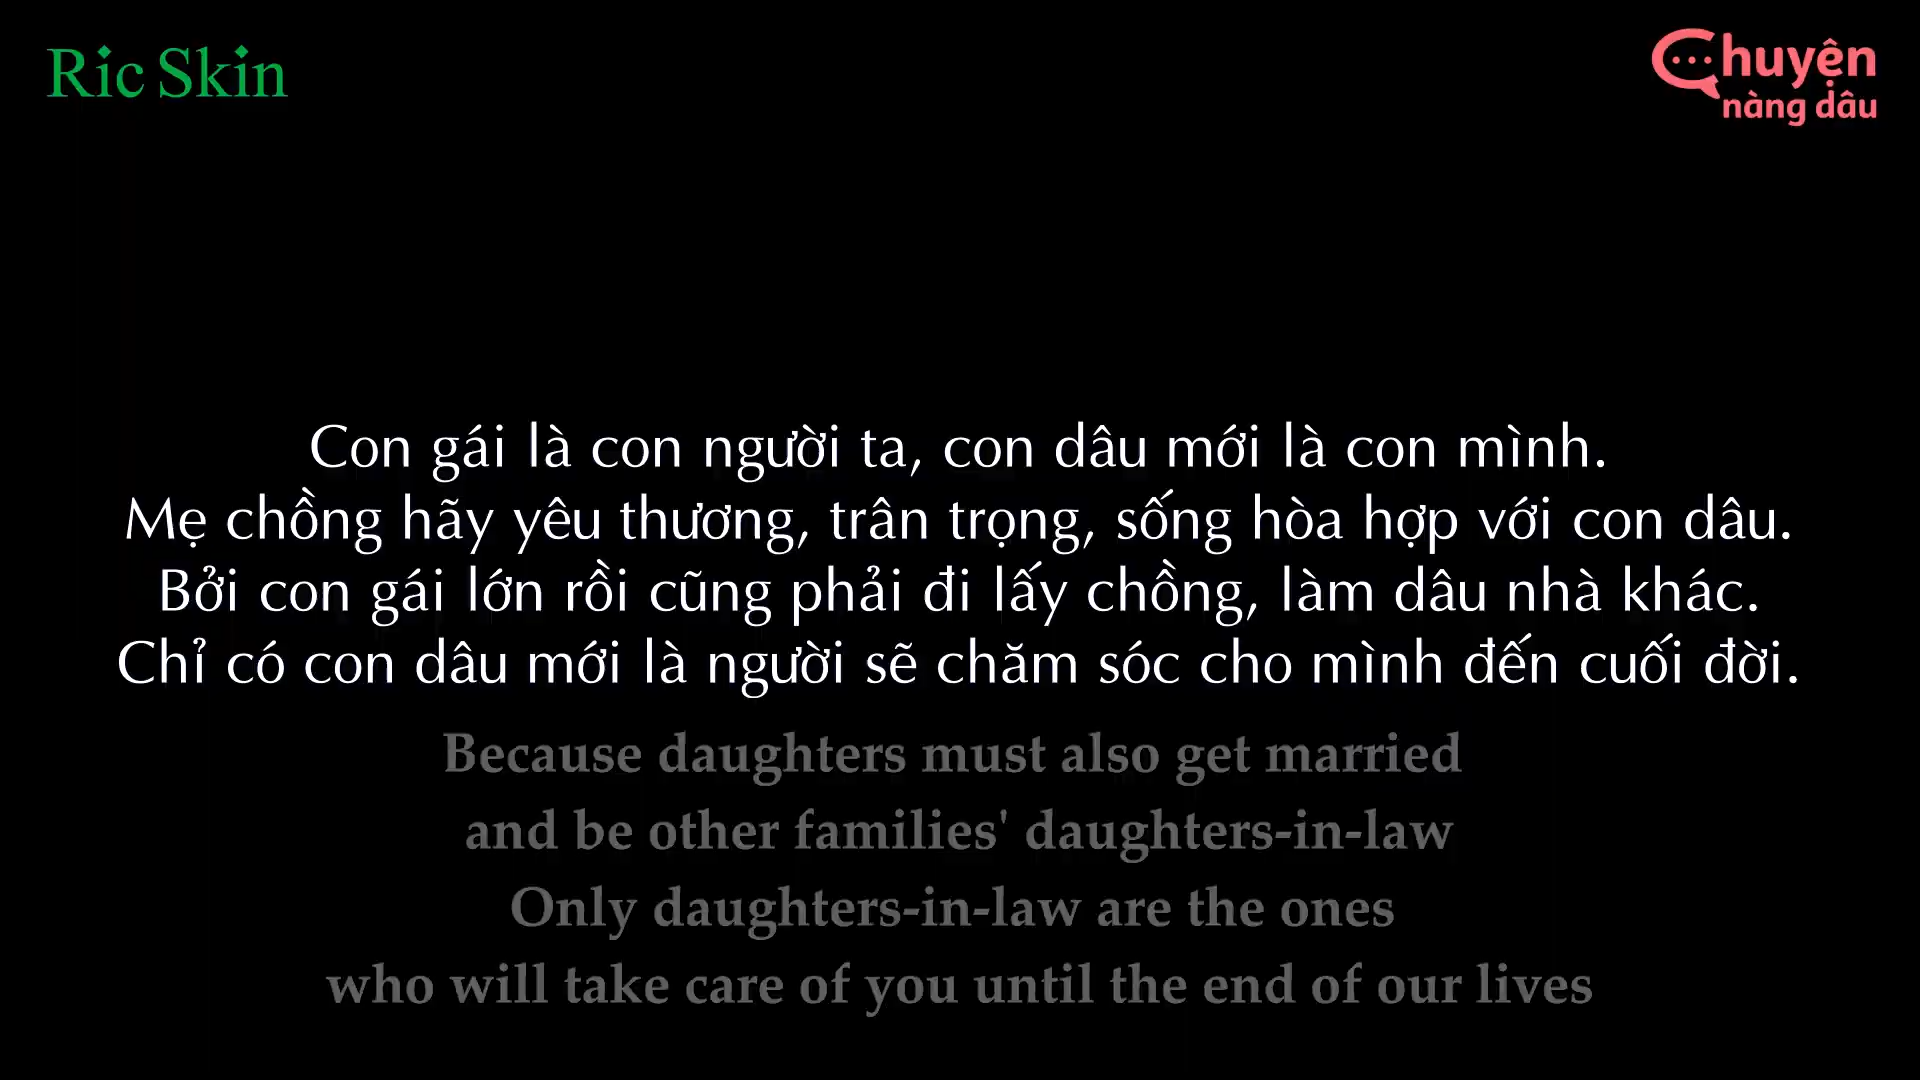 Ric Skin
Chuyện
nàng dâu
Con gái là con người ta, con dâu mới là con mình.
Mẹ chồng hãy yêu thương, trân trọng, sống hòa hợp với con dâu.
Bởi con gái lớn rồi cũng phải đi lấy chồng, làm dâu nhà khác.
Chỉ có con dâu mới là người sẽ chăm sóc cho mình đến cuối đời.
Because daughters must also get married
and be other families' daughters-in-law
Only daughters-in-law are the ones
who will take care of you until the end of our lives